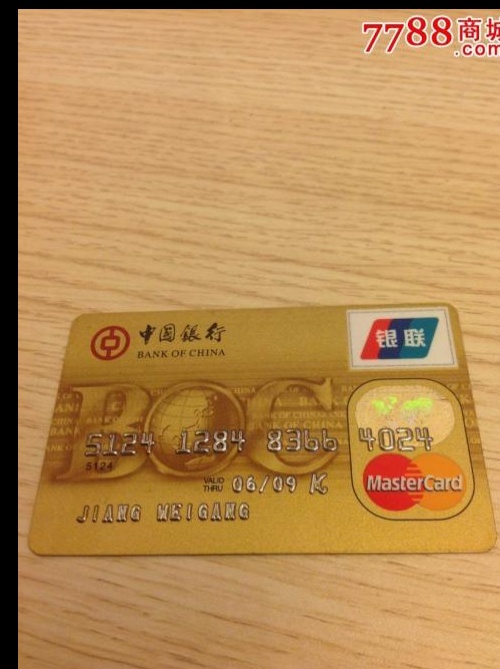 7788商城
.com
中国银行
BANK OF CHINA
银联
BOC
5124 1284 8366 4024
5124
VALID THRU 06/09
MasterCard
JIANG WEIGANG